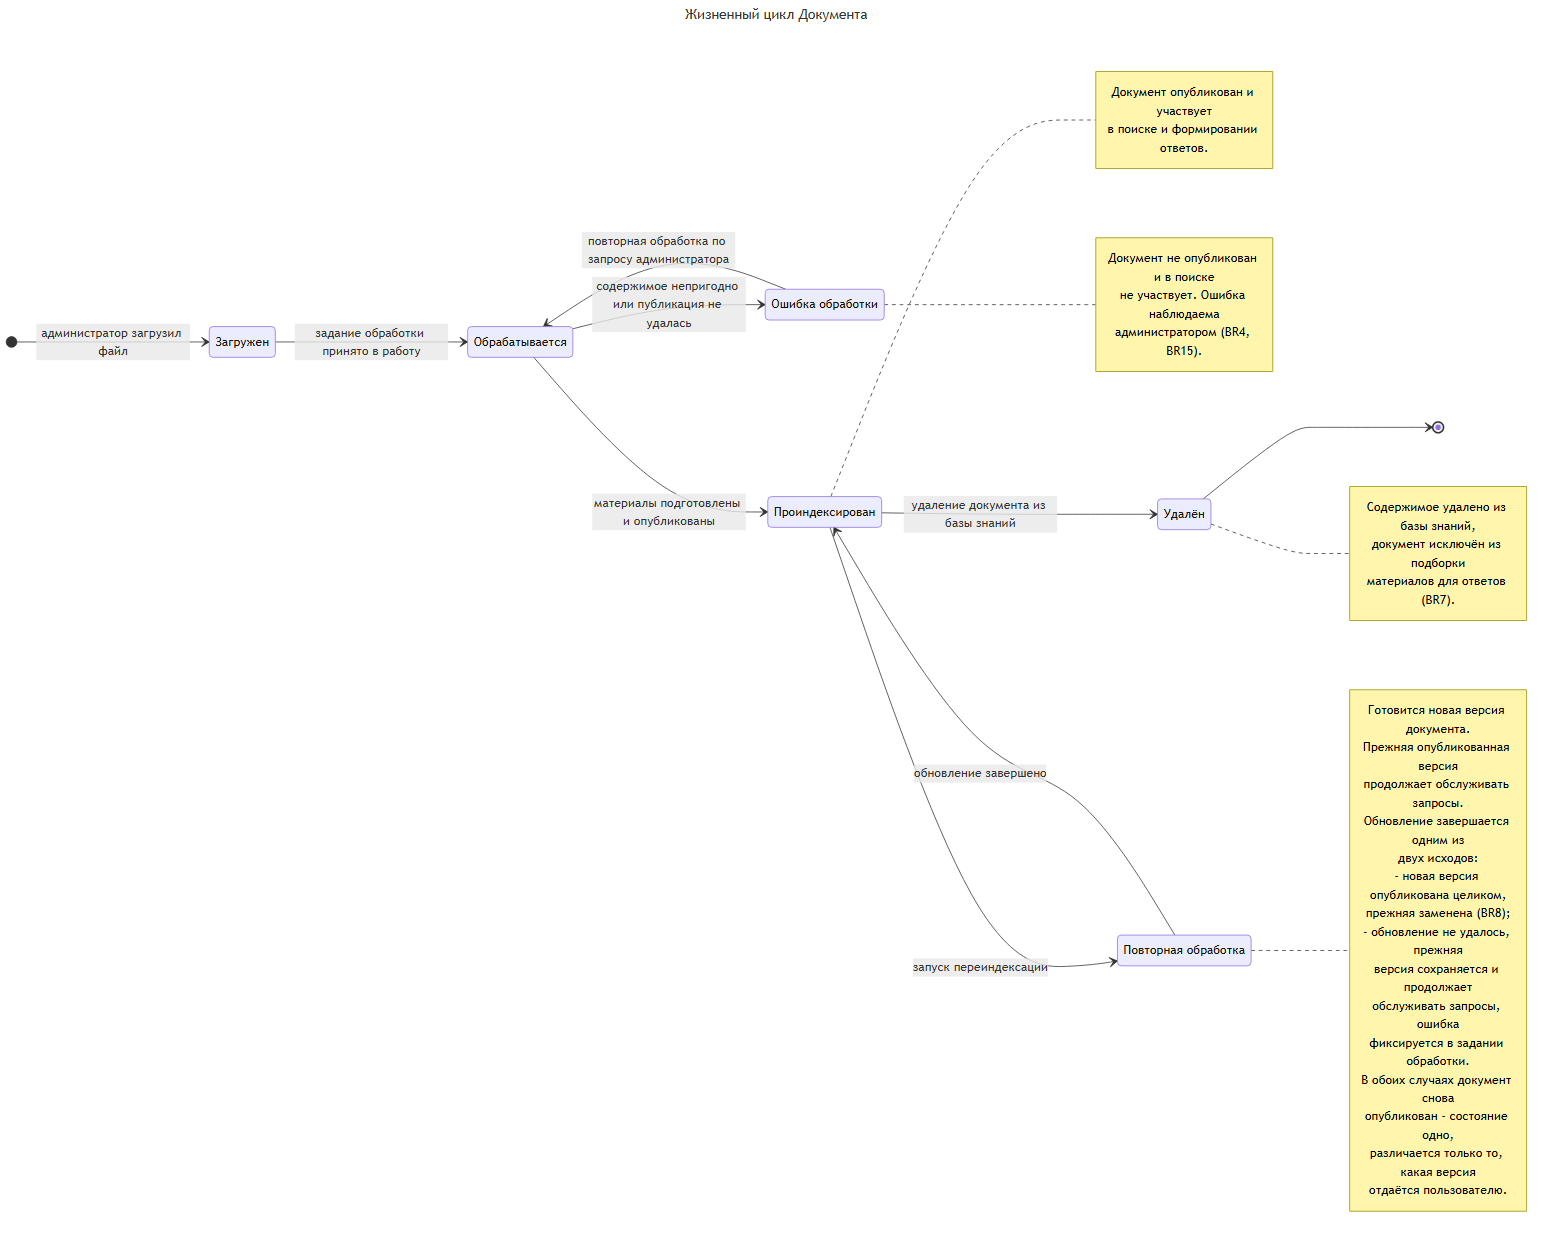 Жизненный цикл Документа
Документ опубликован и
участвует
в поиске и формировании
ответов.
повторная обработка по
запросу администратора
содержимое непригодно
или публикация не
удалась
Ошибка обработки
Документ не опубликован
и в поиске
не участвует. Ошибка
наблюдаема
администратором (BR4,
BR15).
администратор загрузил
файл
Загружен
задание обработки
принято в работу
Обрабатывается
материалы подготовлены
и опубликованы
Проиндексирован
удаление документа из
базы знаний
Удалён
Содержимое удалено из
базы знаний,
документ исключён из
подборки
материалов для ответов
(BR7).
обновление завершено
запуск переиндексации
Повторная обработка
Готовится новая версия
документа.
Прежняя опубликованная
версия
продолжает обслуживать
запросы.
Обновление завершается
одним из
двух исходов:
- новая версия
опубликована целиком,
прежняя заменена (BR8);
- обновление не удалось,
прежняя
версия сохраняется и
продолжает
обслуживать запросы,
ошибка
фиксируется в задании
обработки.
В обоих случаях документ
снова
опубликован - состояние
одно,
различается только то,
какая версия
отдаётся пользователю.